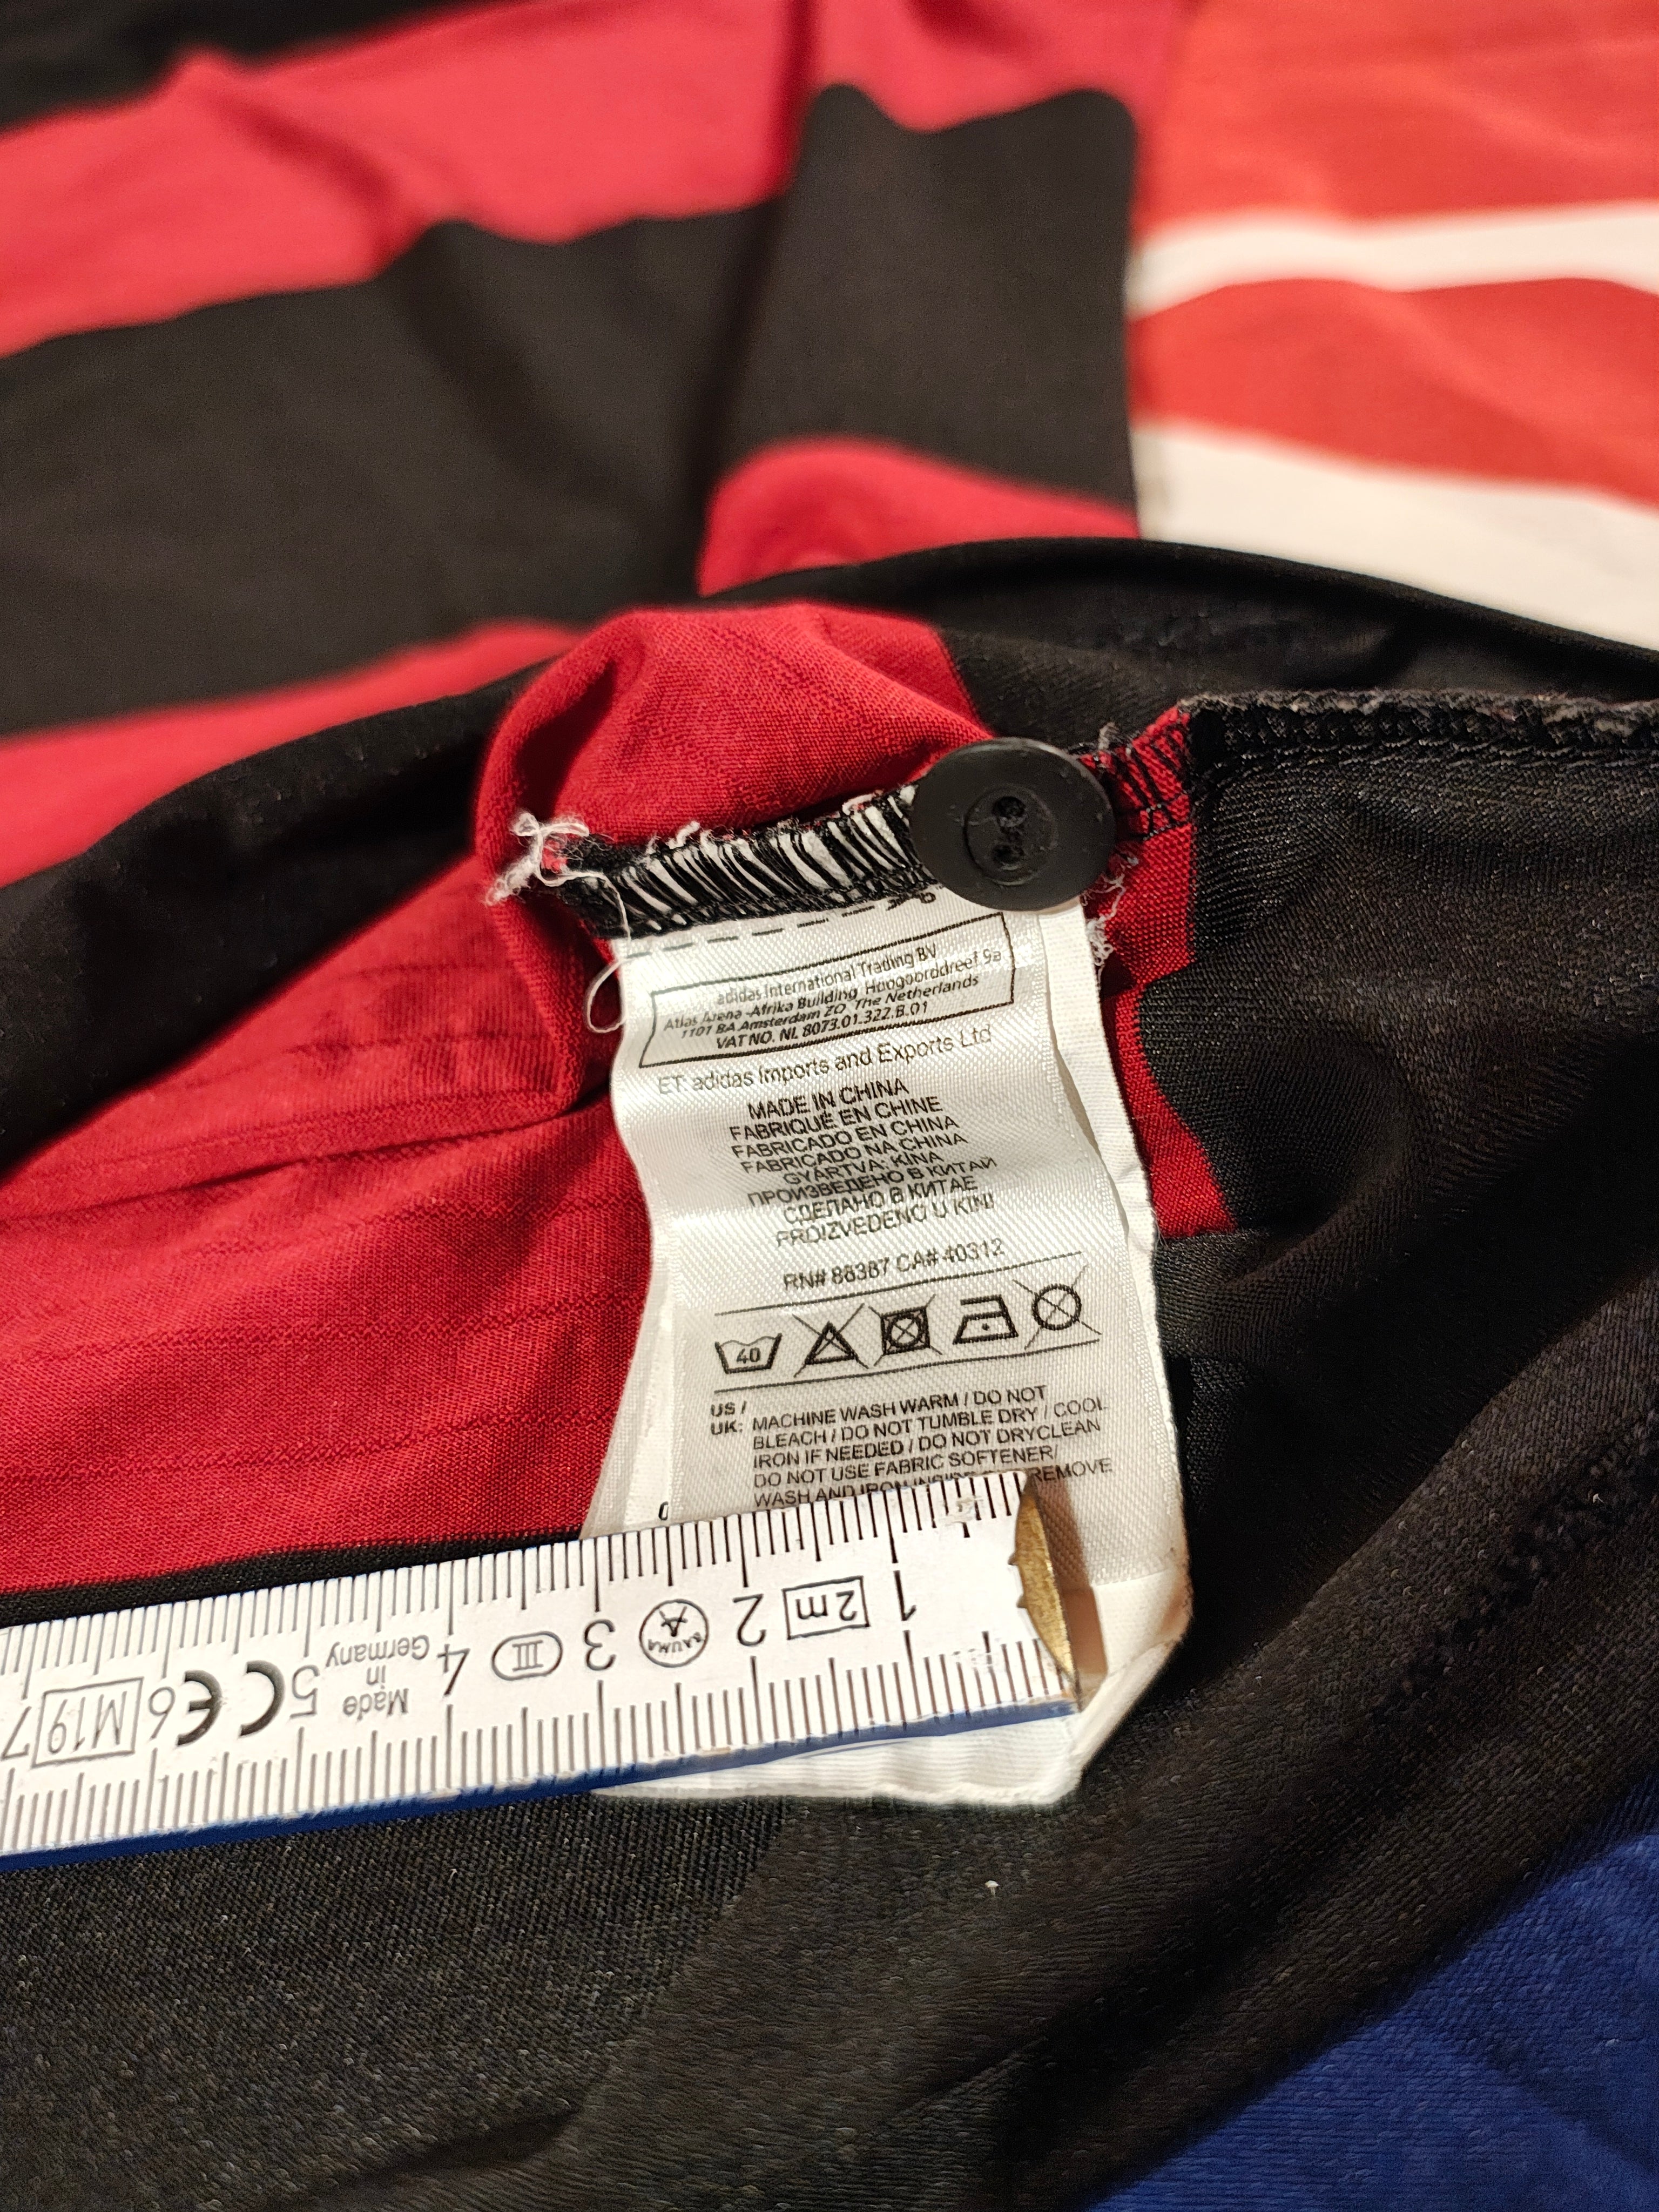 adidas International Trading BV
Atlas Arena -Afrika Building, Hoogoorddreef 9a
1101 BA Amsterdam ZO, The Netherlands
VAT NO. NL 8073.01.322.B.01
ET adidas Imports and Exports Ltd
MADE IN CHINA
FABRIQUÉ EN CHINE
FABRICADO EN CHINA
FABRICADO NA CHINA
GYÁRTVA: KÍNA
ПРОИЗВЕДЕНО В КИТАЙ
СДЕЛАНО В КИТАЕ
PROIZVEDENO U KINI
RN# 88387 CA# 40312
40
US /
UK: MACHINE WASH WARM / DO NOT
BLEACH / DO NOT TUMBLE DRY / COOL
IRON IF NEEDED / DO NOT DRYCLEAN
DO NOT USE FABRIC SOFTENER/
WASH AND IRON INSIDE REMOVE
1 2m 2 BAUMA 3 III 4 Made in Germany 5 CE 6 M19 7